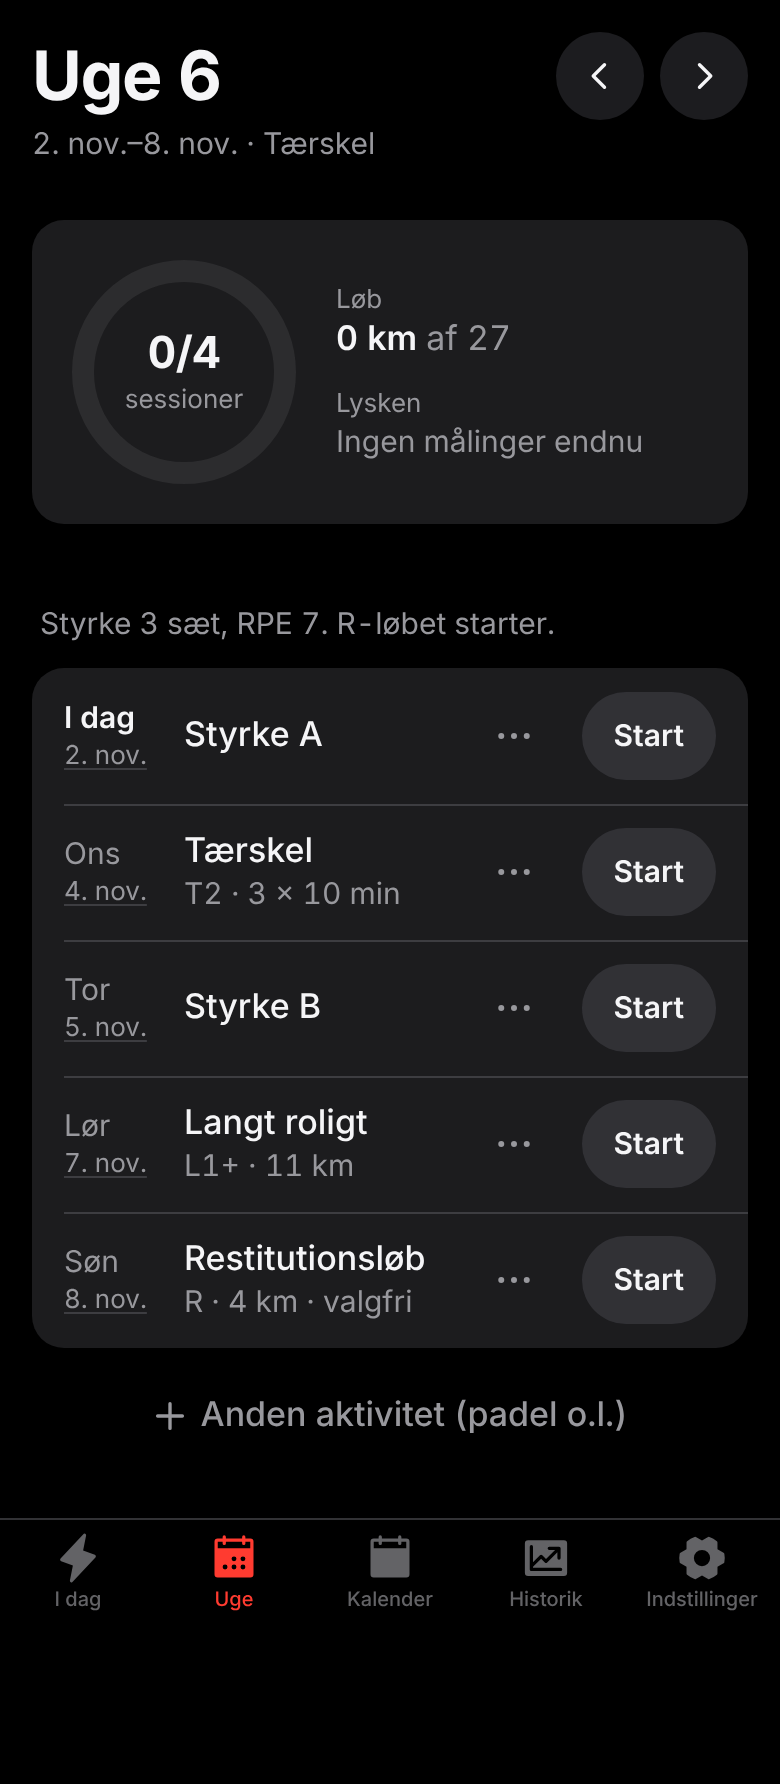 Uge 6
2. nov.–8. nov. · Tærskel
0/4
sessioner
Løb
0 km af 27
Lysken
Ingen målinger endnu
Styrke 3 sæt, RPE 7. R-løbet starter.
I dag
2. nov.
Styrke A
Start
Ons
4. nov.
Tærskel
T2 · 3 × 10 min
Start
Tor
5. nov.
Styrke B
Start
Lør
7. nov.
Langt roligt
L1+ · 11 km
Start
Søn
8. nov.
Restitutionsløb
R · 4 km · valgfri
Start
+ Anden aktivitet (padel o.l.)
I dag
Uge
Kalender
Historik
Indstillinger